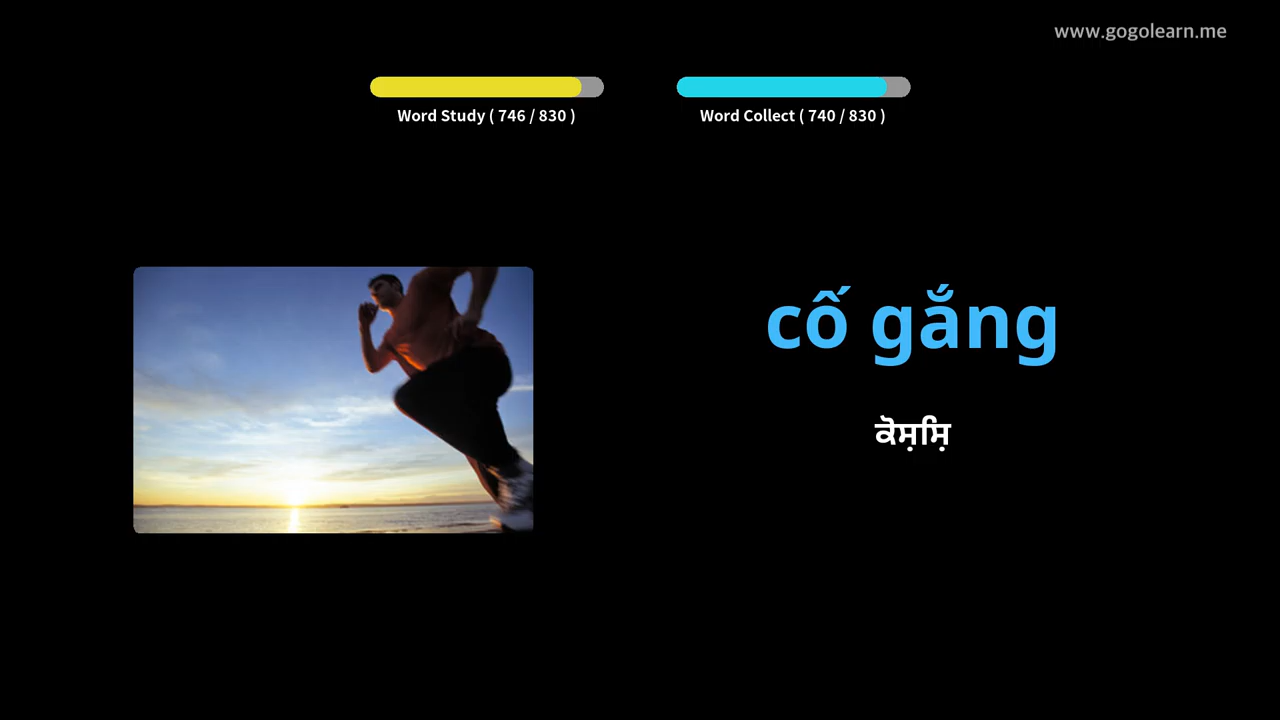 www.gogolearn.me
Word Study ( 746 / 830 )
Word Collect ( 740 / 830 )
cố gắng
ਕੋਸ਼ਸ਼ਿ